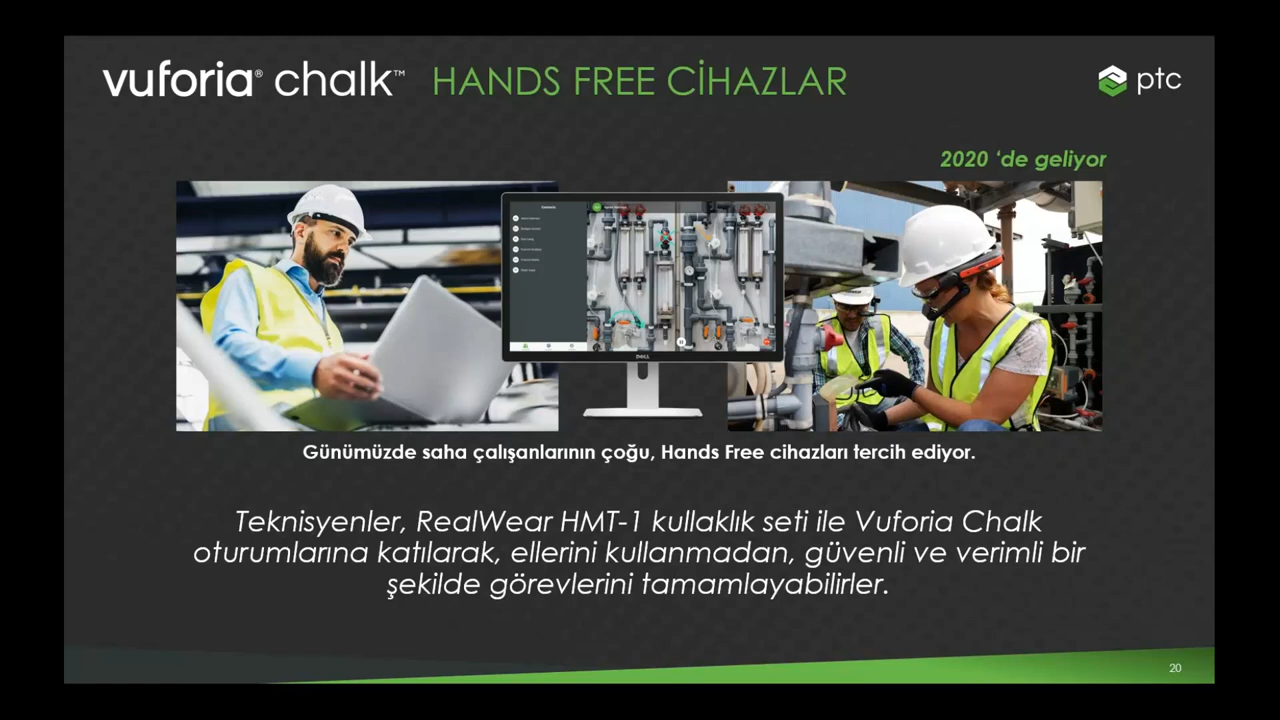 vuforia® chalk™ HANDS FREE CİHAZLAR
ptc
2020 ‘de geliyor
DELL
Günümüzde saha çalışanlarının çoğu, Hands Free cihazları tercih ediyor.
Teknisyenler, RealWear HMT-1 kullaklık seti ile Vuforia Chalk
oturumlarına katılarak, ellerini kullanmadan, güvenli ve verimli bir
şekilde görevlerini tamamlayabilirler.
20